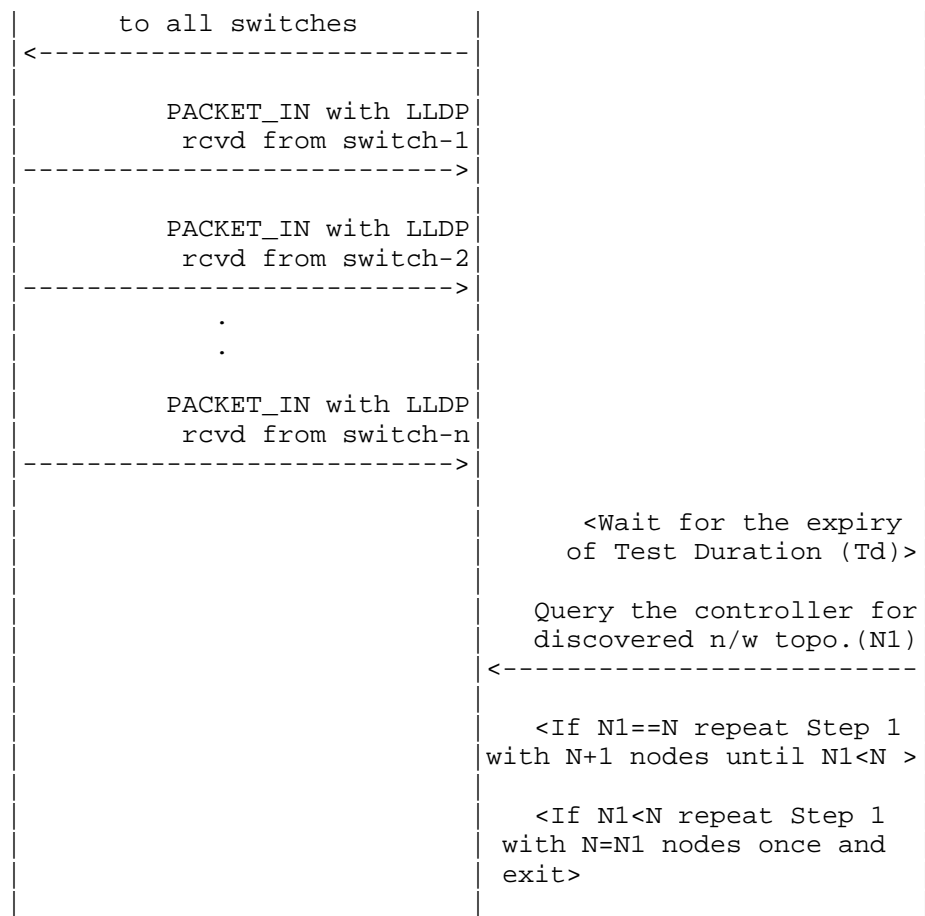 to all switches
<---------------------------
PACKET_IN with LLDP
rcvd from switch-1
--------------------------->
PACKET_IN with LLDP
rcvd from switch-2
--------------------------->
.
.
PACKET_IN with LLDP
rcvd from switch-n
--------------------------->
<Wait for the expiry
of Test Duration (Td)>
Query the controller for
discovered n/w topo.(N1)
<--------------------------
<If N1==N repeat Step 1
with N+1 nodes until N1<N >
<If N1<N repeat Step 1
with N=N1 nodes once and
exit>